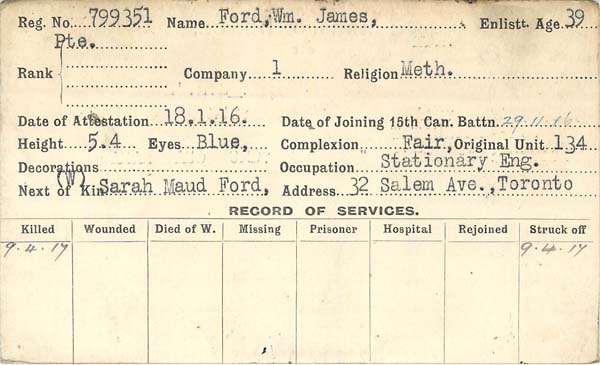 Reg. No. 799351 Name Ford, Wm. James, Enlistt. Age 39
Pte.
Rank Company 1 Religion Meth.
Date of Attestation 18.1.16. Date of Joining 15th Can. Battn. 29.11.16.
Height 5.4 Eyes Blue, Complexion Fair, Original Unit 134
Decorations Occupation Stationary Eng.
Next of Kin (W) Sarah Maud Ford, Address 32 Salem Ave., Toronto
RECORD OF SERVICES.
Killed Wounded Died of W. Missing Prisoner Hospital Rejoined Struck off
9.4.17 9.4.17